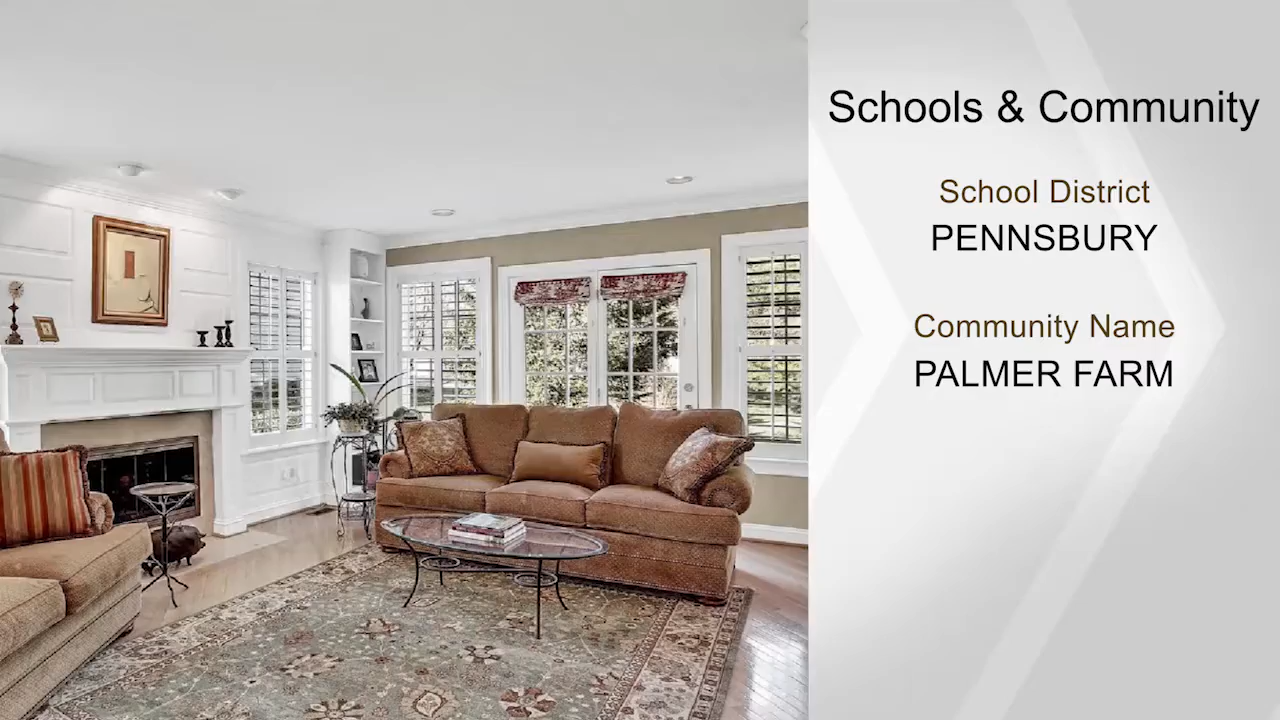 Schools & Community
School District
PENNSBURY
Community Name
PALMER FARM